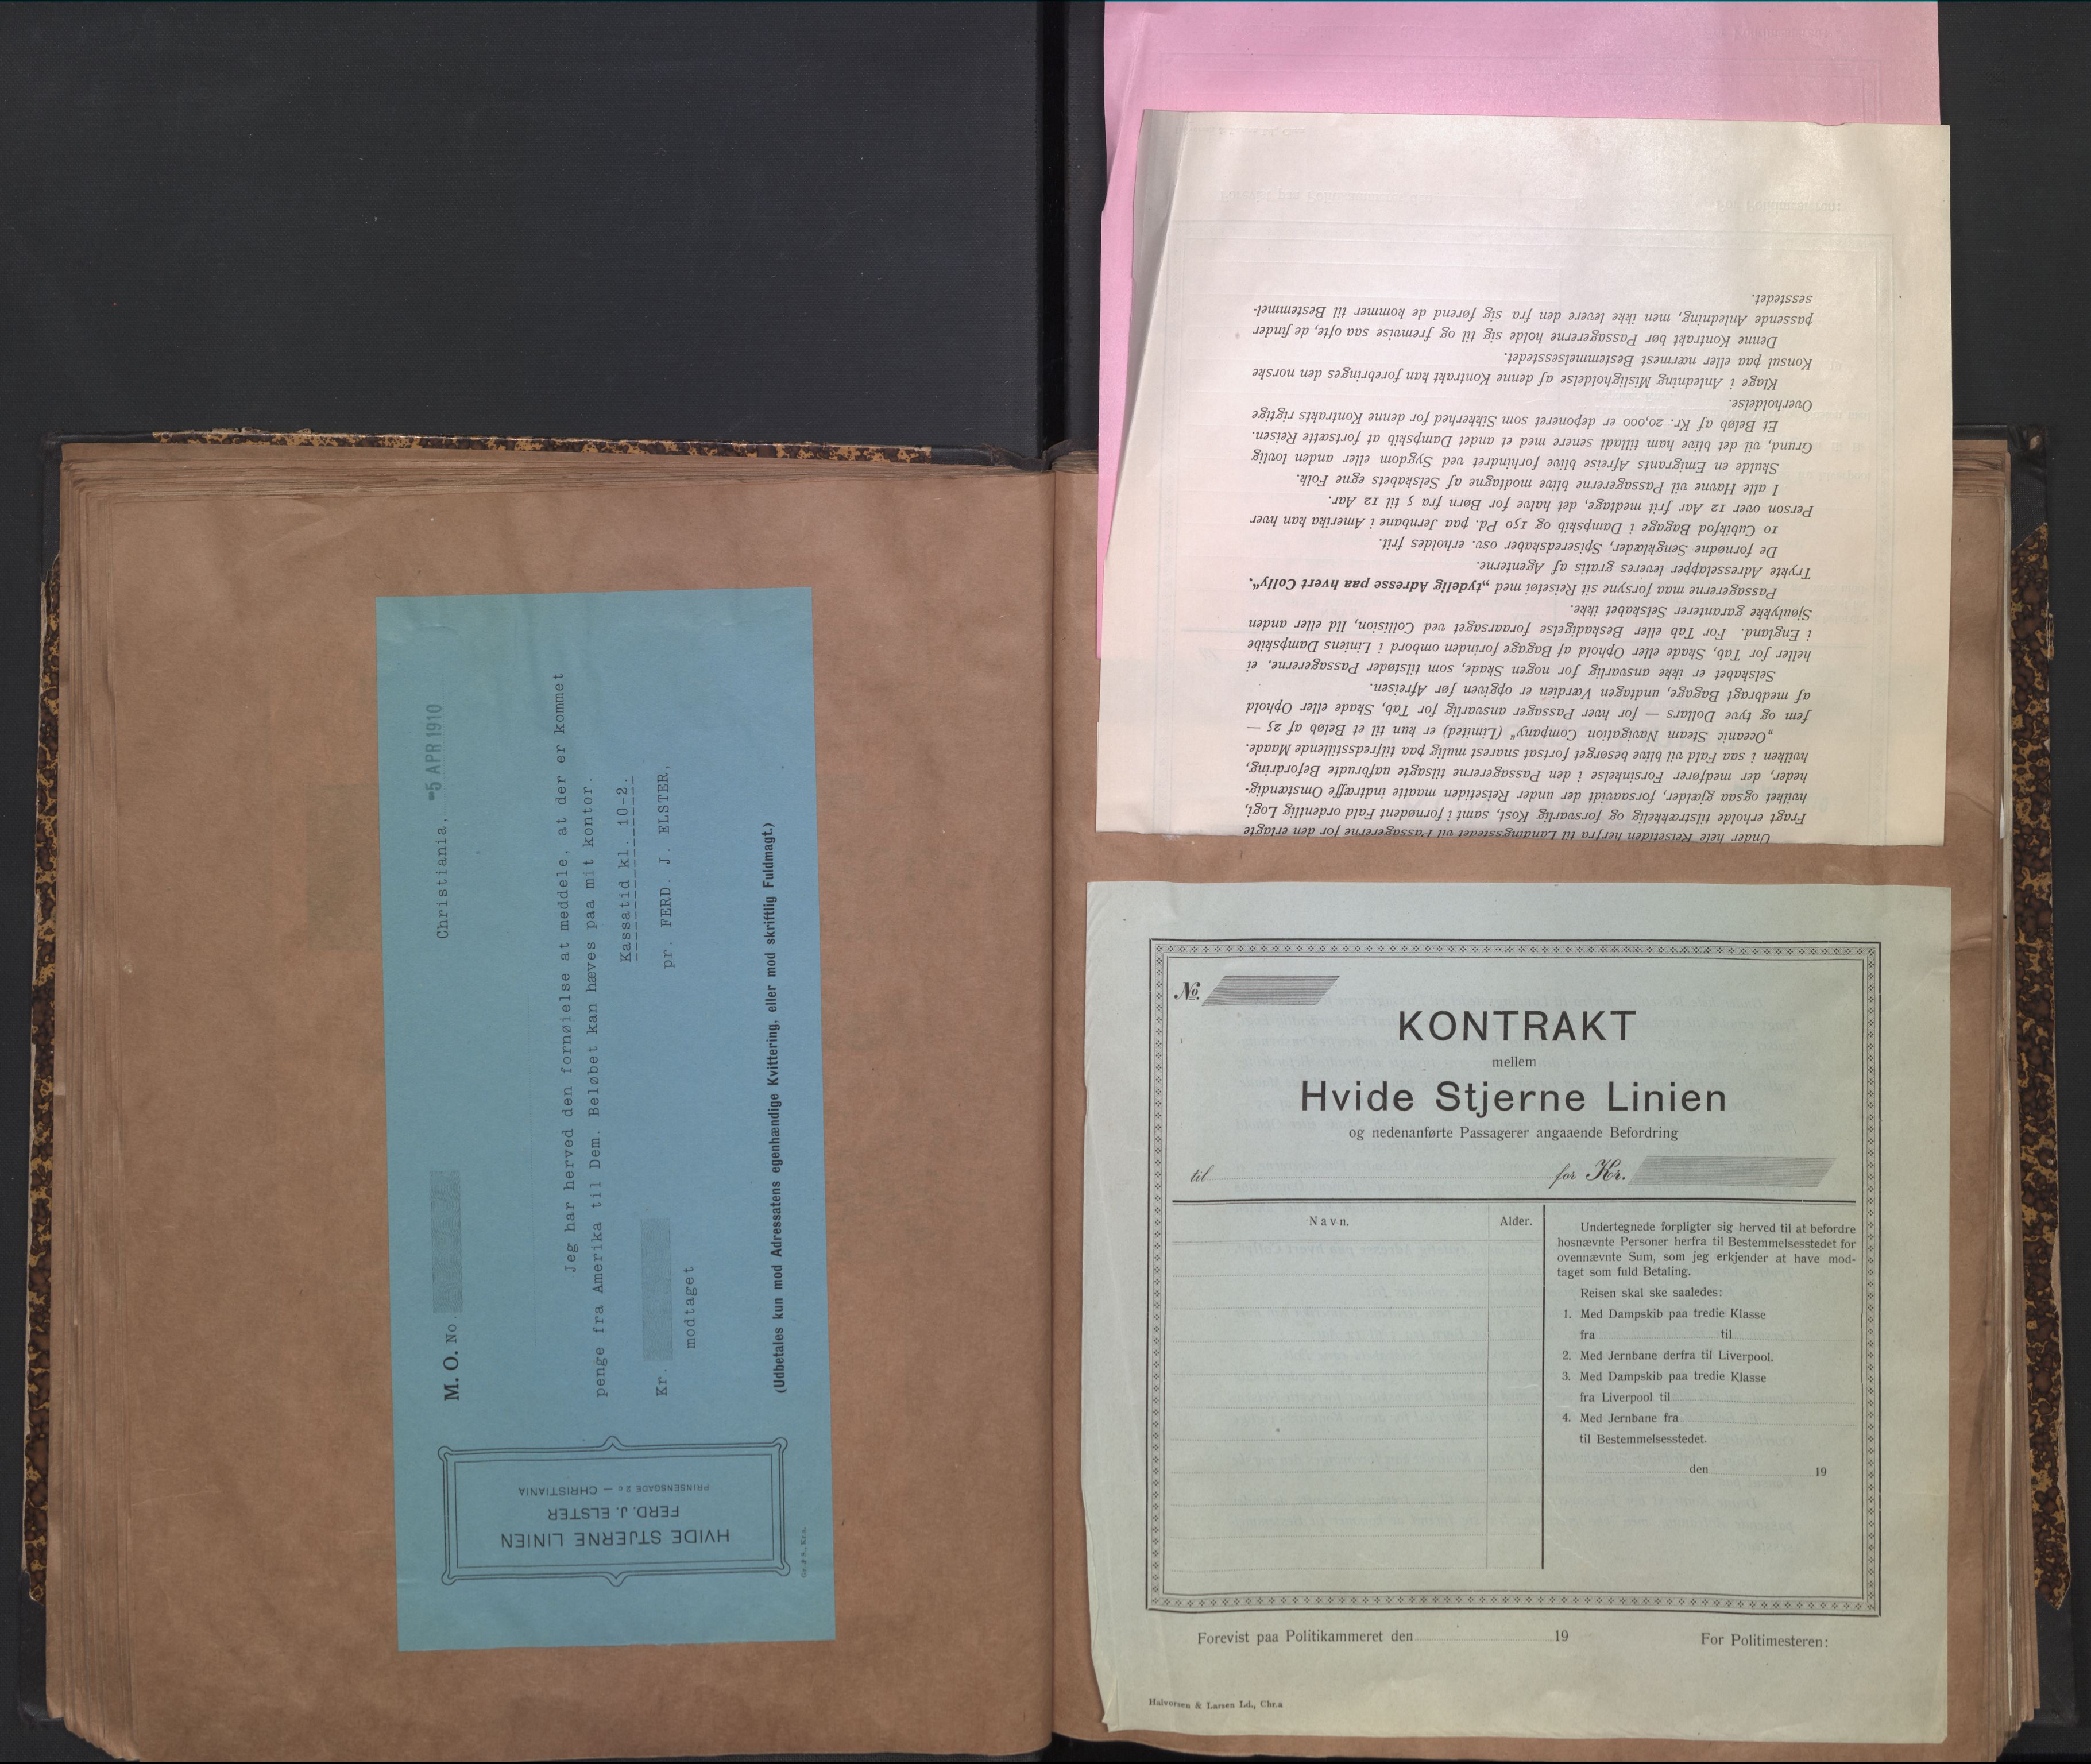 M. O. No.
Christiania, -5 APR 1910
Jeg har herved den fornøielse at meddele, at der er kommet
penge fra Amerika til Dem. Beløbet kan hæves paa mit kontor.
Kassatid kl. 10-2.
Kr.
pr. FERD. J. ELSTER,
modtaget
(Udbetales kun mod Adressatens egenhændige Kvittering, eller mod skriftlig Fuldmagt.)
HVIDE STJERNE LINIEN
FERD. J. ELSTER
PRINSENSGADE 2c — CHRISTIANIA
Under hele Reisetiden herfra til Landingsstedet vil Passagererne for den erlagte
Fragt erholde tilstrækkelig og forsvarlig Kost, samt i fornødent Fald ordentlig Logi,
hvilket ogsaa gjælder, forsaavidt der under Reisetiden maatte indtræffe Omstændig-
heder, der medfører Forsinkelse i den Passagererne tilsagte uafbrudte Befordring,
hvilken i saa Fald vil blive besørget fortsat snarest mulig paa tilfredsstillende Maade.
„Oceanic Steam Navigation Company“ (Limited) er kun til et Beløb af 25 —
fem og tyve Dollars — for hver Passager ansvarlig for Tab, Skade eller Ophold
af medbragt Bagage, undtagen Værdien er opgiven før Afreisen.
Selskabet er ikke ansvarlig for nogen Skade, som tilstøder Passagererne, ei
heller for Tab, Skade eller Ophold af Bagage forinden ombord i Liniens Dampskibe
i England. For Tab eller Beskadigelse foraarsaget ved Collision, Ild eller anden
Sjøulykke garanterer Selskabet ikke.
Passagererne maa forsyne sit Reisetøi med „tydelig Adresse paa hvert Colly“.
Trykte Adresselapper leveres gratis af Agenterne.
De fornødne Sengklæder, Spiseredskaber osv. erholdes frit.
10 Cubikfod Bagage i Dampskib og 150 Pd. paa Jernbane i Amerika kan hver
Person over 12 Aar frit medtage, det halve for Børn fra 5 til 12 Aar.
I alle Havne vil Passagererne blive modtagne af Selskabets egne Folk.
Skulde en Emigrants Afreise blive forhindret ved Sygdom eller anden lovlig
Grund, vil det blive ham tilladt senere med et andet Dampskib at fortsætte Reisen.
Et Beløb af Kr. 20,000 er deponeret som Sikkerhed for denne Kontrakts rigtige
Overholdelse.
Klage i Anledning Misligholdelse af denne Kontrakt kan forebringes den norske
Konsul paa eller nærmest Bestemmelsesstedet.
Denne Kontrakt bør Passagererne holde sig til og fremvise saa ofte, de finder
passende Anledning, men ikke levere den fra sig førend de kommer til Bestemmel-
sesstedet.
No
KONTRAKT
mellem
Hvide Stjerne Linien
og nedenanførte Passagerer angaaende Befordring
til for Kr.
Navn. Alder.
Undertegnede forpligter sig herved til at befordre
hosnævnte Personer herfra til Bestemmelsesstedet for
ovennævnte Sum, som jeg erkjender at have mod-
taget som fuld Betaling.
Reisen skal ske saaledes:
1. Med Dampskib paa tredie Klasse
fra til
2. Med Jernbane derfra til Liverpool.
3. Med Dampskib paa tredie Klasse
fra Liverpool til
4. Med Jernbane fra
til Bestemmelsesstedet.
den 19
Forevist paa Politikammeret den 19 For Politimesteren:
Halvorsen & Larsen Ld., Chr.a